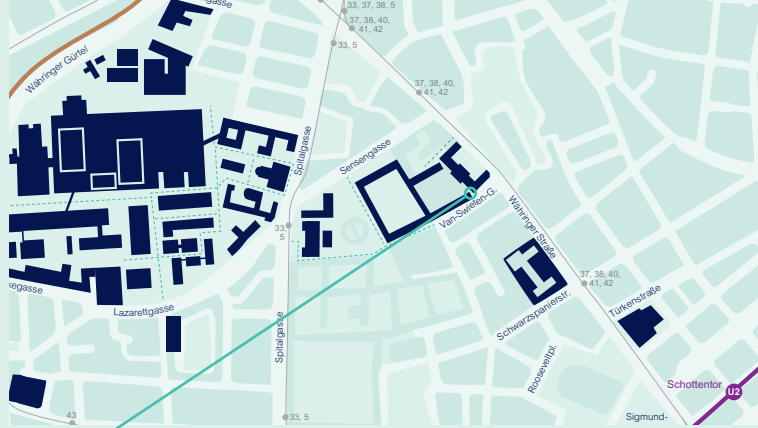 gasse
33, 37, 38, 5
37, 38, 40,
41, 42
33, 5
Währinger Gürtel
37, 38, 40,
41, 42
Spitalgasse
Sensengasse
Van-Swieten-G.
Währinger Straße
33,
5
37, 38, 40,
41, 42
kegasse
Lazarettgasse
Türkenstraße
Schwarzspanierstr.
Spitalgasse
Rooseveltpl.
Schottentor
U2
43
33, 5
Sigmund-